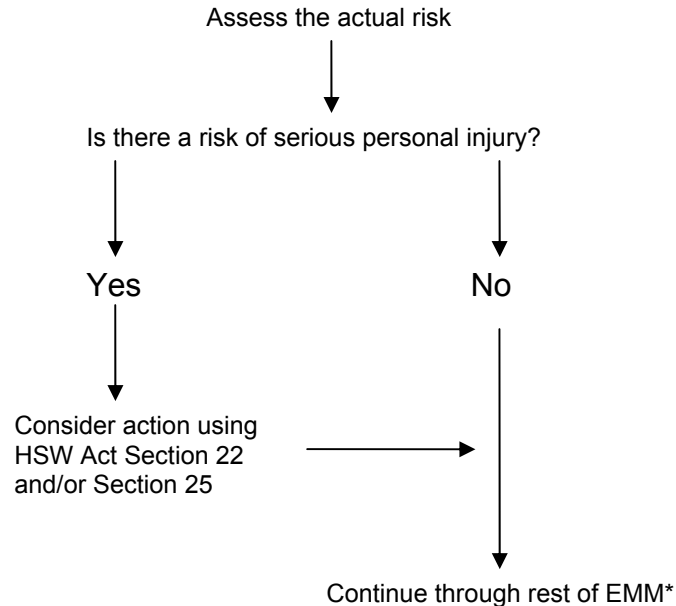 Assess the actual risk
Is there a risk of serious personal injury?
Yes
No
Consider action using
HSW Act Section 22
and/or Section 25
Continue through rest of EMM*